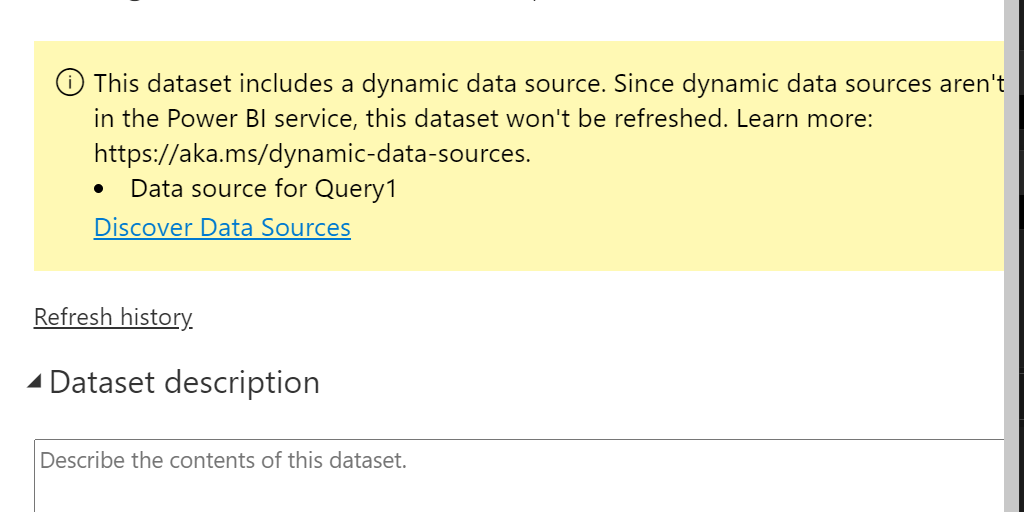 This dataset includes a dynamic data source. Since dynamic data sources aren't
in the Power BI service, this dataset won't be refreshed. Learn more:
https://aka.ms/dynamic-data-sources.
• Data source for Query1
Discover Data Sources
Refresh history
Dataset description
Describe the contents of this dataset.